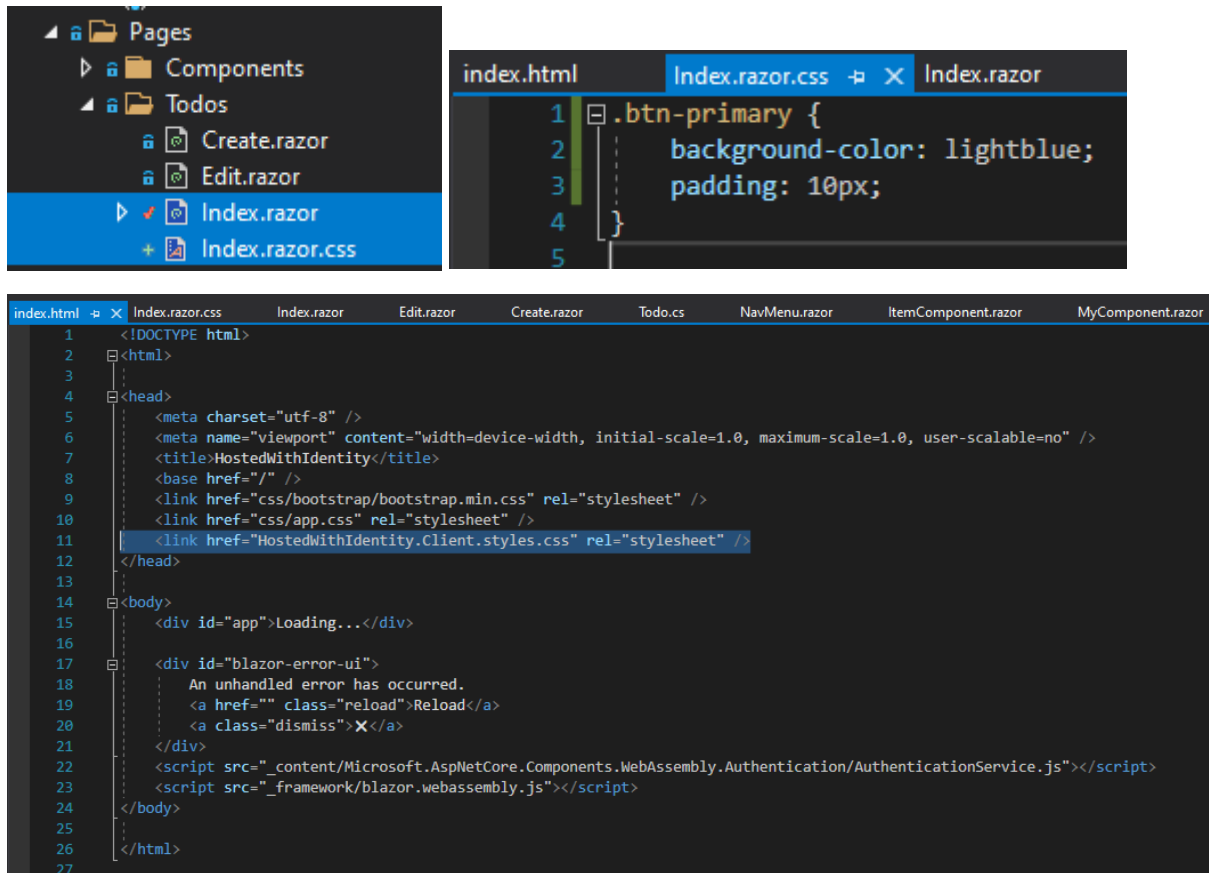 Pages
Components
Todos
Create.razor
Edit.razor
Index.razor
+ Index.razor.css
index.html Index.razor.css Index.razor
1 .btn-primary {
2 background-color: lightblue;
3 padding: 10px;
4 }
5
index.html Index.razor.css Index.razor Edit.razor Create.razor Todo.cs NavMenu.razor ItemComponent.razor MyComponent.razor
1 <!DOCTYPE html>
2 <html>
3
4 <head>
5 <meta charset="utf-8" />
6 <meta name="viewport" content="width=device-width, initial-scale=1.0, maximum-scale=1.0, user-scalable=no" />
7 <title>HostedWithIdentity</title>
8 <base href="/" />
9 <link href="css/bootstrap/bootstrap.min.css" rel="stylesheet" />
10 <link href="css/app.css" rel="stylesheet" />
11 <link href="HostedWithIdentity.Client.styles.css" rel="stylesheet" />
12 </head>
13
14 <body>
15 <div id="app">Loading...</div>
16
17 <div id="blazor-error-ui">
18 An unhandled error has occurred.
19 <a href="" class="reload">Reload</a>
20 <a class="dismiss">🗙</a>
21 </div>
22 <script src="_content/Microsoft.AspNetCore.Components.WebAssembly.Authentication/AuthenticationService.js"></script>
23 <script src="_framework/blazor.webassembly.js"></script>
24 </body>
25
26 </html>
27